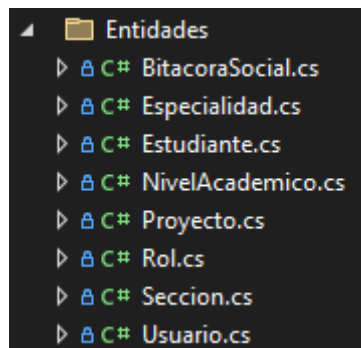 Entidades
C# BitacoraSocial.cs
C# Especialidad.cs
C# Estudiante.cs
C# NivelAcademico.cs
C# Proyecto.cs
C# Rol.cs
C# Seccion.cs
C# Usuario.cs